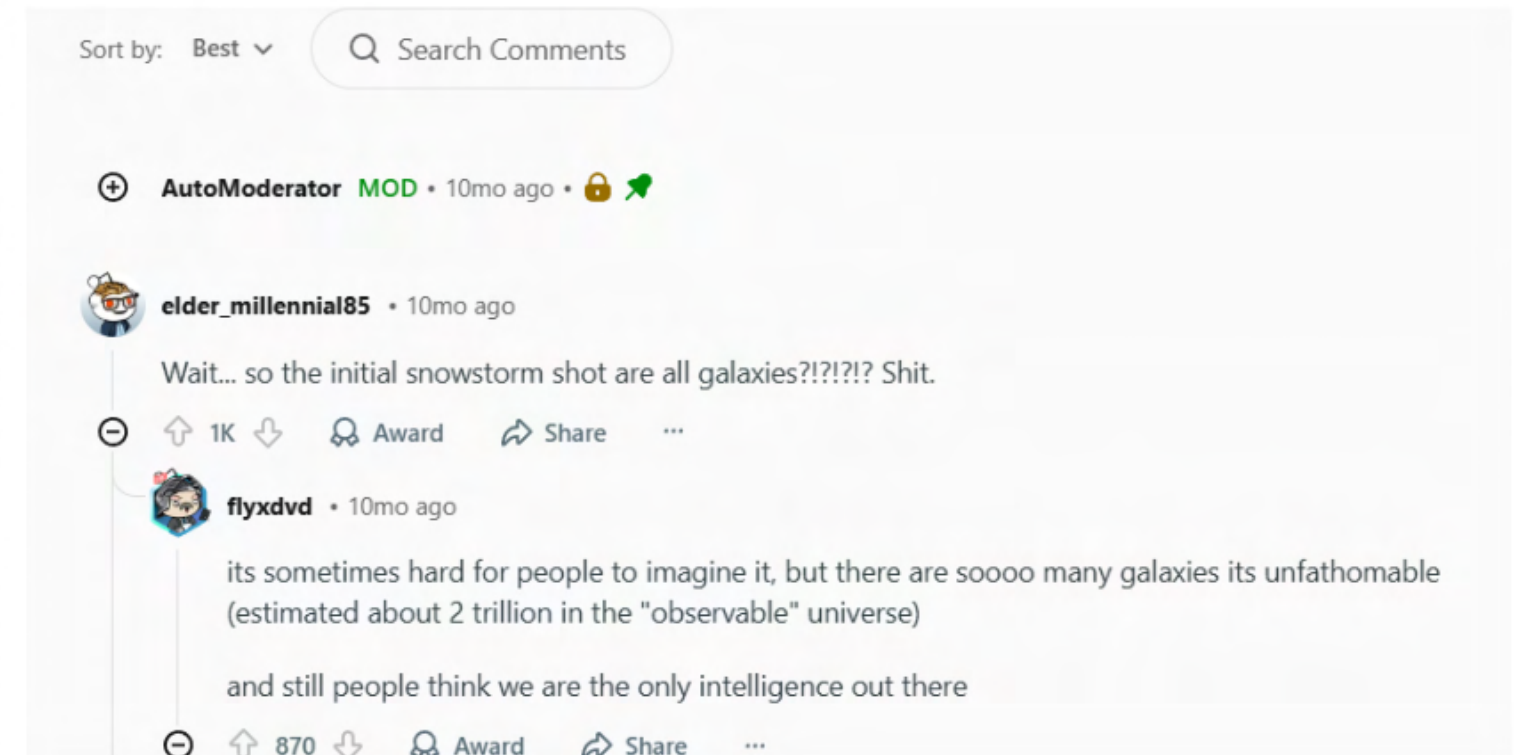 Sort by: Best Search Comments
AutoModerator MOD • 10mo ago •
elder_millennial85 • 10mo ago
Wait... so the initial snowstorm shot are all galaxies?!?!?!? Shit.
1K Award Share ...
flyxdvd • 10mo ago
its sometimes hard for people to imagine it, but there are soooo many galaxies its unfathomable
(estimated about 2 trillion in the "observable" universe)
and still people think we are the only intelligence out there
870 Award Share ...